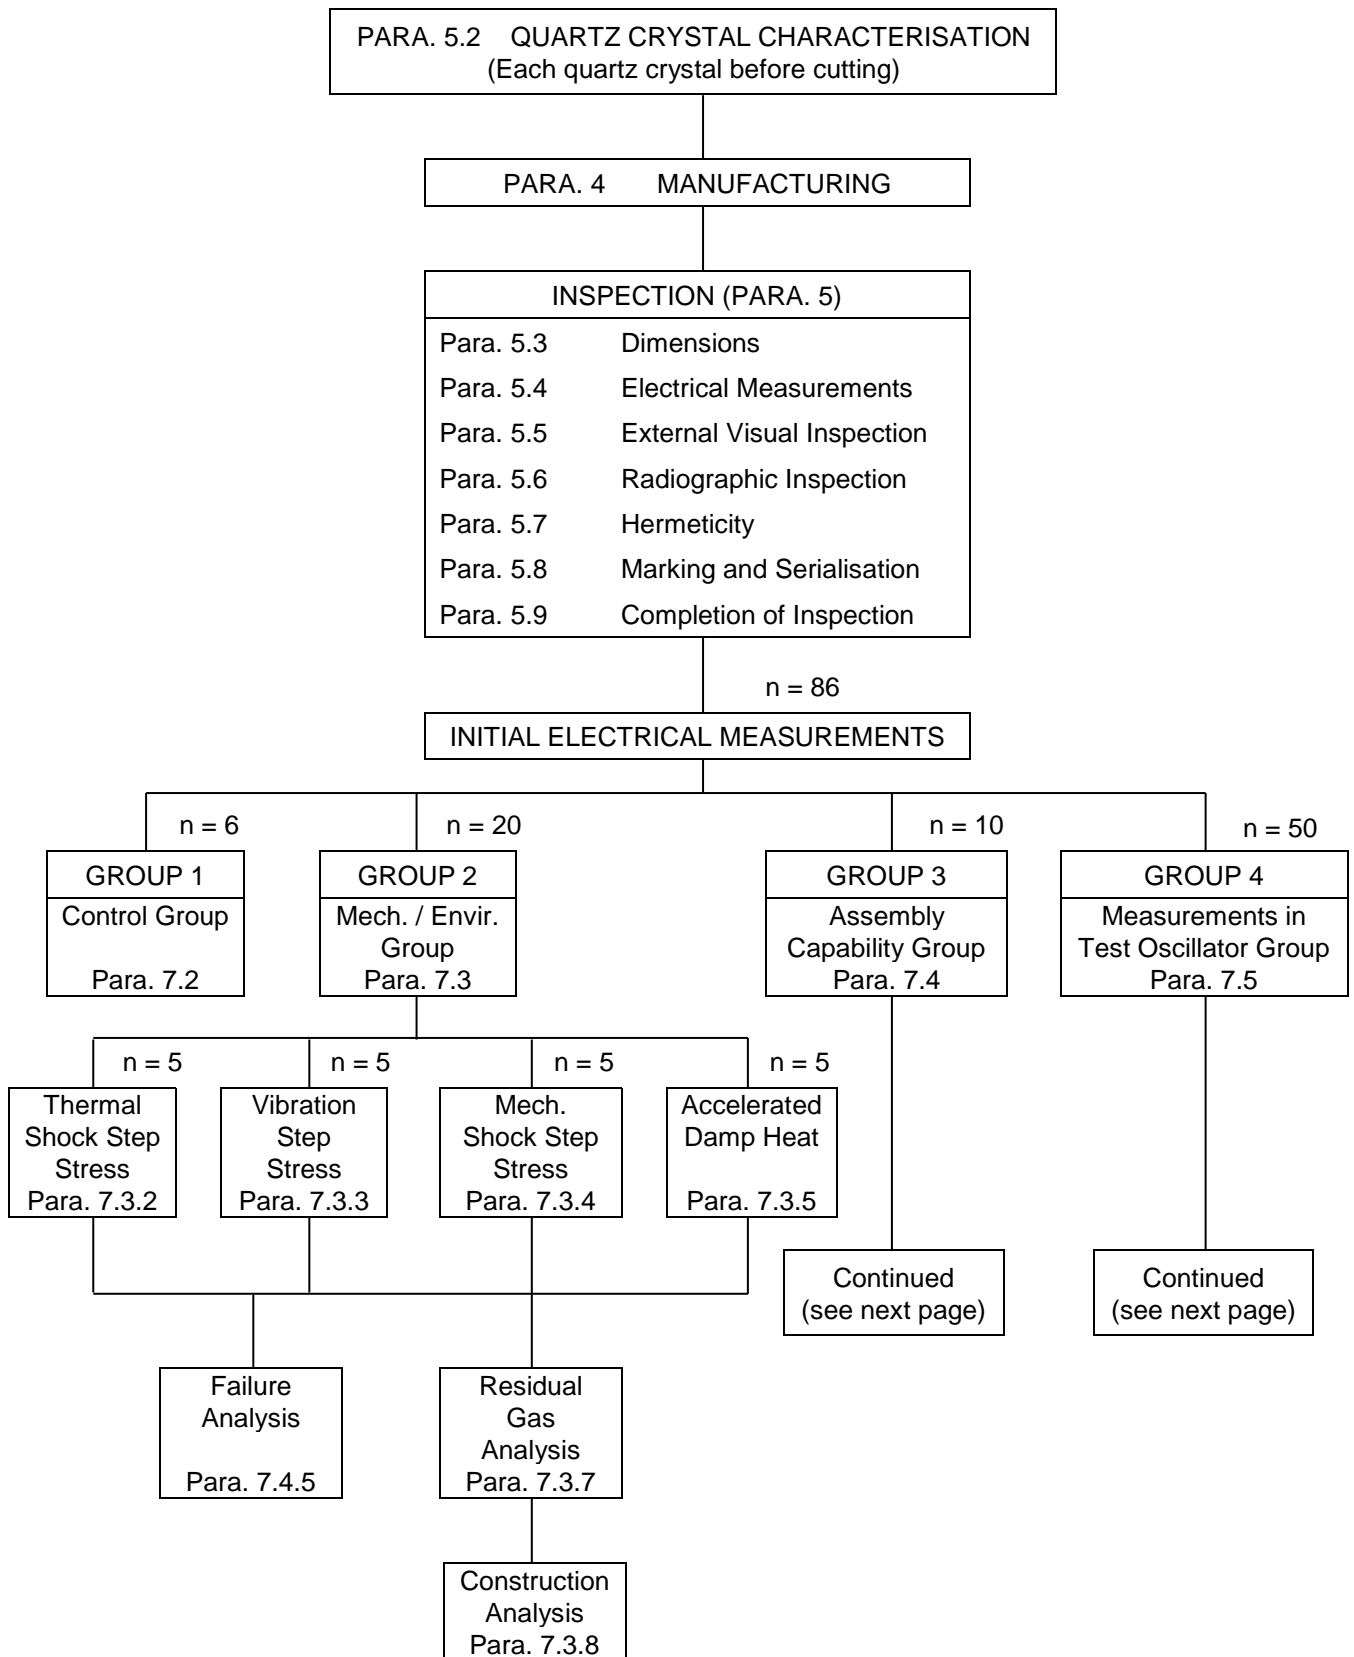 PARA. 5.2 QUARTZ CRYSTAL CHARACTERISATION
(Each quartz crystal before cutting)
PARA. 4 MANUFACTURING
INSPECTION (PARA. 5)
Para. 5.3 Dimensions
Para. 5.4 Electrical Measurements
Para. 5.5 External Visual Inspection
Para. 5.6 Radiographic Inspection
Para. 5.7 Hermeticity
Para. 5.8 Marking and Serialisation
Para. 5.9 Completion of Inspection
n = 86
INITIAL ELECTRICAL MEASUREMENTS
n = 6
GROUP 1
Control Group
Para. 7.2
n = 20
GROUP 2
Mech. / Envir.
Group
Para. 7.3
n = 10
GROUP 3
Assembly
Capability Group
Para. 7.4
n = 50
GROUP 4
Measurements in
Test Oscillator Group
Para. 7.5
n = 5
Thermal
Shock Step
Stress
Para. 7.3.2
n = 5
Vibration
Step
Stress
Para. 7.3.3
n = 5
Mech.
Shock Step
Stress
Para. 7.3.4
n = 5
Accelerated
Damp Heat
Para. 7.3.5
Continued
(see next page)
Continued
(see next page)
Failure
Analysis
Para. 7.4.5
Residual
Gas
Analysis
Para. 7.3.7
Construction
Analysis
Para. 7.3.8